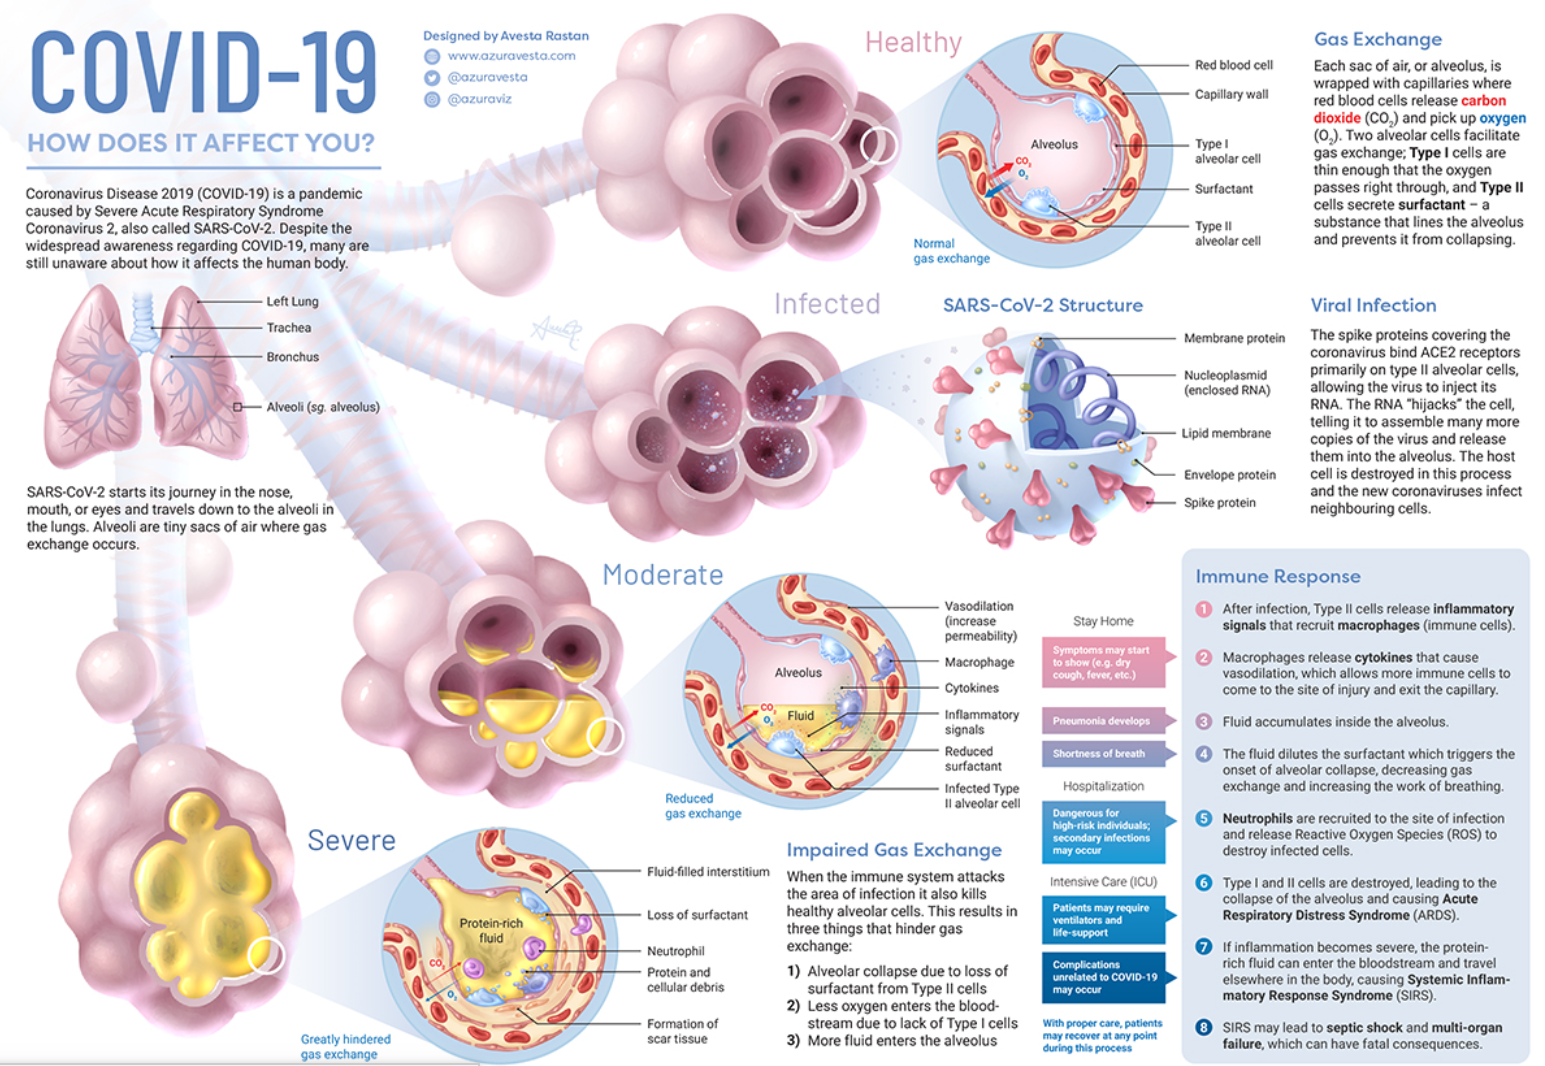 COVID-19
HOW DOES IT AFFECT YOU?
Designed by Avesta Rastan
www.azuravesta.com
@azuravesta
@azuraviz
Coronavirus Disease 2019 (COVID-19) is a pandemic
caused by Severe Acute Respiratory Syndrome
Coronavirus 2, also called SARS-CoV-2. Despite the
widespread awareness regarding COVID-19, many are
still unaware about how it affects the human body.
Left Lung
Trachea
Bronchus
Alveoli (sg. alveolus)
SARS-CoV-2 starts its journey in the nose,
mouth, or eyes and travels down to the alveoli in
the lungs. Alveoli are tiny sacs of air where gas
exchange occurs.
Healthy
Alveolus
CO2
O2
Normal
gas exchange
Red blood cell
Capillary wall
Type I
alveolar cell
Surfactant
Type II
alveolar cell
Gas Exchange
Each sac of air, or alveolus, is
wrapped with capillaries where
red blood cells release carbon
dioxide (CO2) and pick up oxygen
(O2). Two alveolar cells facilitate
gas exchange; Type I cells are
thin enough that the oxygen
passes right through, and Type II
cells secrete surfactant – a
substance that lines the alveolus
and prevents it from collapsing.
Infected
SARS-CoV-2 Structure
Membrane protein
Nucleoplasmid
(enclosed RNA)
Lipid membrane
Envelope protein
Spike protein
Viral Infection
The spike proteins covering the
coronavirus bind ACE2 receptors
primarily on type II alveolar cells,
allowing the virus to inject its
RNA. The RNA “hijacks” the cell,
telling it to assemble many more
copies of the virus and release
them into the alveolus. The host
cell is destroyed in this process
and the new coronaviruses infect
neighbouring cells.
Moderate
Alveolus
Fluid
CO2
O2
Reduced
gas exchange
Vasodilation
(increase
permeability)
Macrophage
Cytokines
Inflammatory
signals
Reduced
surfactant
Infected Type
II alveolar cell
Severe
Protein-rich
fluid
CO2
O2
Greatly hindered
gas exchange
Fluid-filled interstitium
Loss of surfactant
Neutrophil
Protein and
cellular debris
Formation of
scar tissue
Impaired Gas Exchange
When the immune system attacks
the area of infection it also kills
healthy alveolar cells. This results in
three things that hinder gas
exchange:
1) Alveolar collapse due to loss of
surfactant from Type II cells
2) Less oxygen enters the blood-
stream due to lack of Type I cells
3) More fluid enters the alveolus
Stay Home
Symptoms may start
to show (e.g. dry
cough, fever, etc.)
Pneumonia develops
Shortness of breath
Hospitalization
Dangerous for
high-risk individuals;
secondary infections
may occur
Intensive Care (ICU)
Patients may require
ventilators and
life-support
Complications
unrelated to COVID-19
may occur
With proper care, patients
may recover at any point
during this process
Immune Response
1 After infection, Type II cells release inflammatory
signals that recruit macrophages (immune cells).
2 Macrophages release cytokines that cause
vasodilation, which allows more immune cells to
come to the site of injury and exit the capillary.
3 Fluid accumulates inside the alveolus.
4 The fluid dilutes the surfactant which triggers the
onset of alveolar collapse, decreasing gas
exchange and increasing the work of breathing.
5 Neutrophils are recruited to the site of infection
and release Reactive Oxygen Species (ROS) to
destroy infected cells.
6 Type I and II cells are destroyed, leading to the
collapse of the alveolus and causing Acute
Respiratory Distress Syndrome (ARDS).
7 If inflammation becomes severe, the protein-
rich fluid can enter the bloodstream and travel
elsewhere in the body, causing Systemic Inflam-
matory Response Syndrome (SIRS).
8 SIRS may lead to septic shock and multi-organ
failure, which can have fatal consequences.